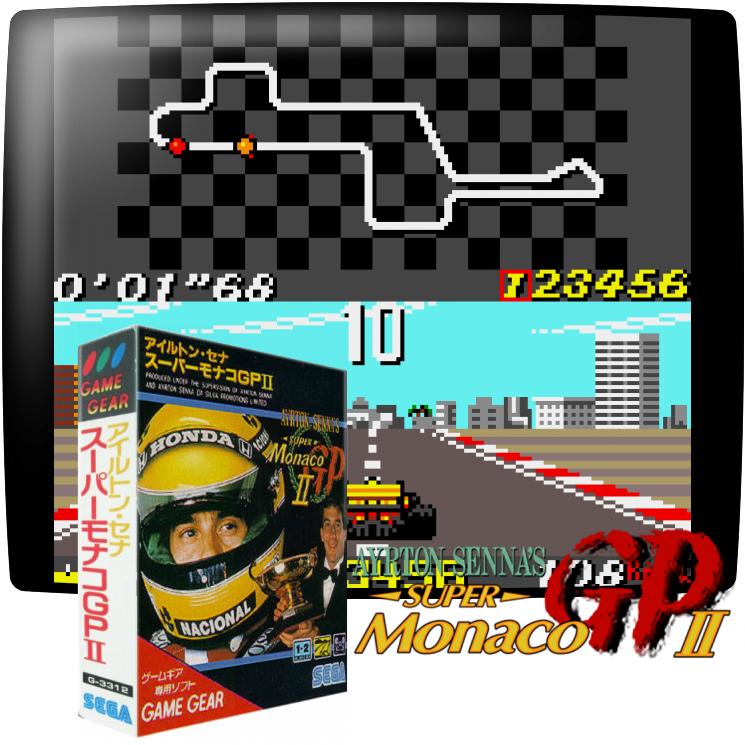 0'01"68
123456
10
アイルトン・セナ
スーパーモナコGPⅡ
PRODUCED UNDER THE SUPERVISION OF AYRTON SENNA
AND AYRTON SENNA DA SILVA PROMOTIONS LIMITED
GAME
GEAR
アイルトン・セナ
スーパーモナコGPⅡ
G-3312
SEGA
HONDA
AYRTON SENNA'S
SUPER
Monaco GP
II
NACIONAL
1-2
SEGA
ゲームギア
専用ソフト
GAME GEAR
AYRTON SENNA'S
SUPER
Monaco GP II